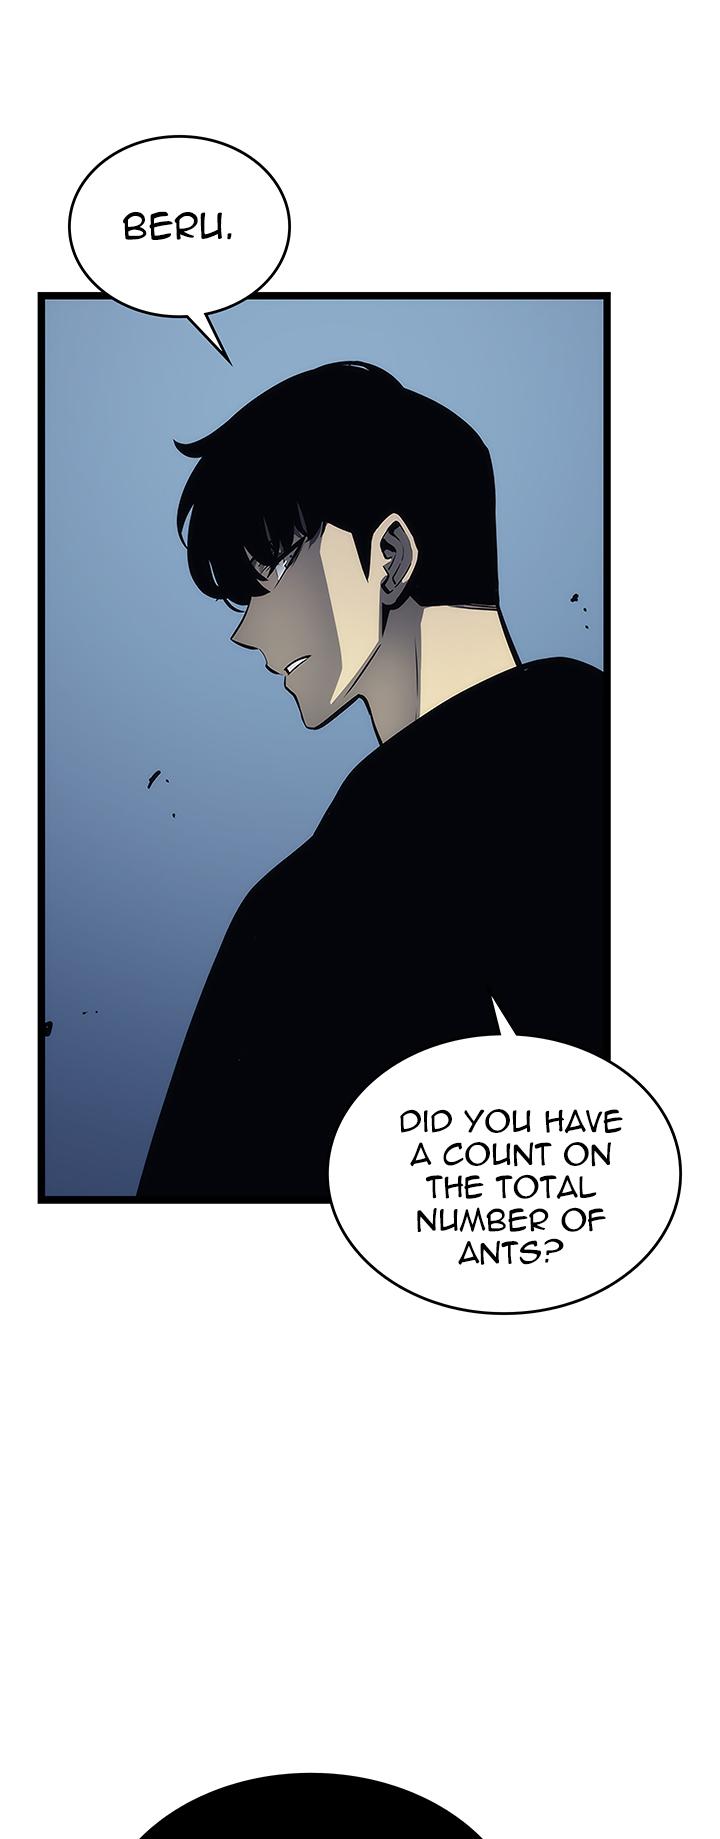 BERU.
DID YOU HAVE
A COUNT ON
THE TOTAL
NUMBER OF
ANTS?